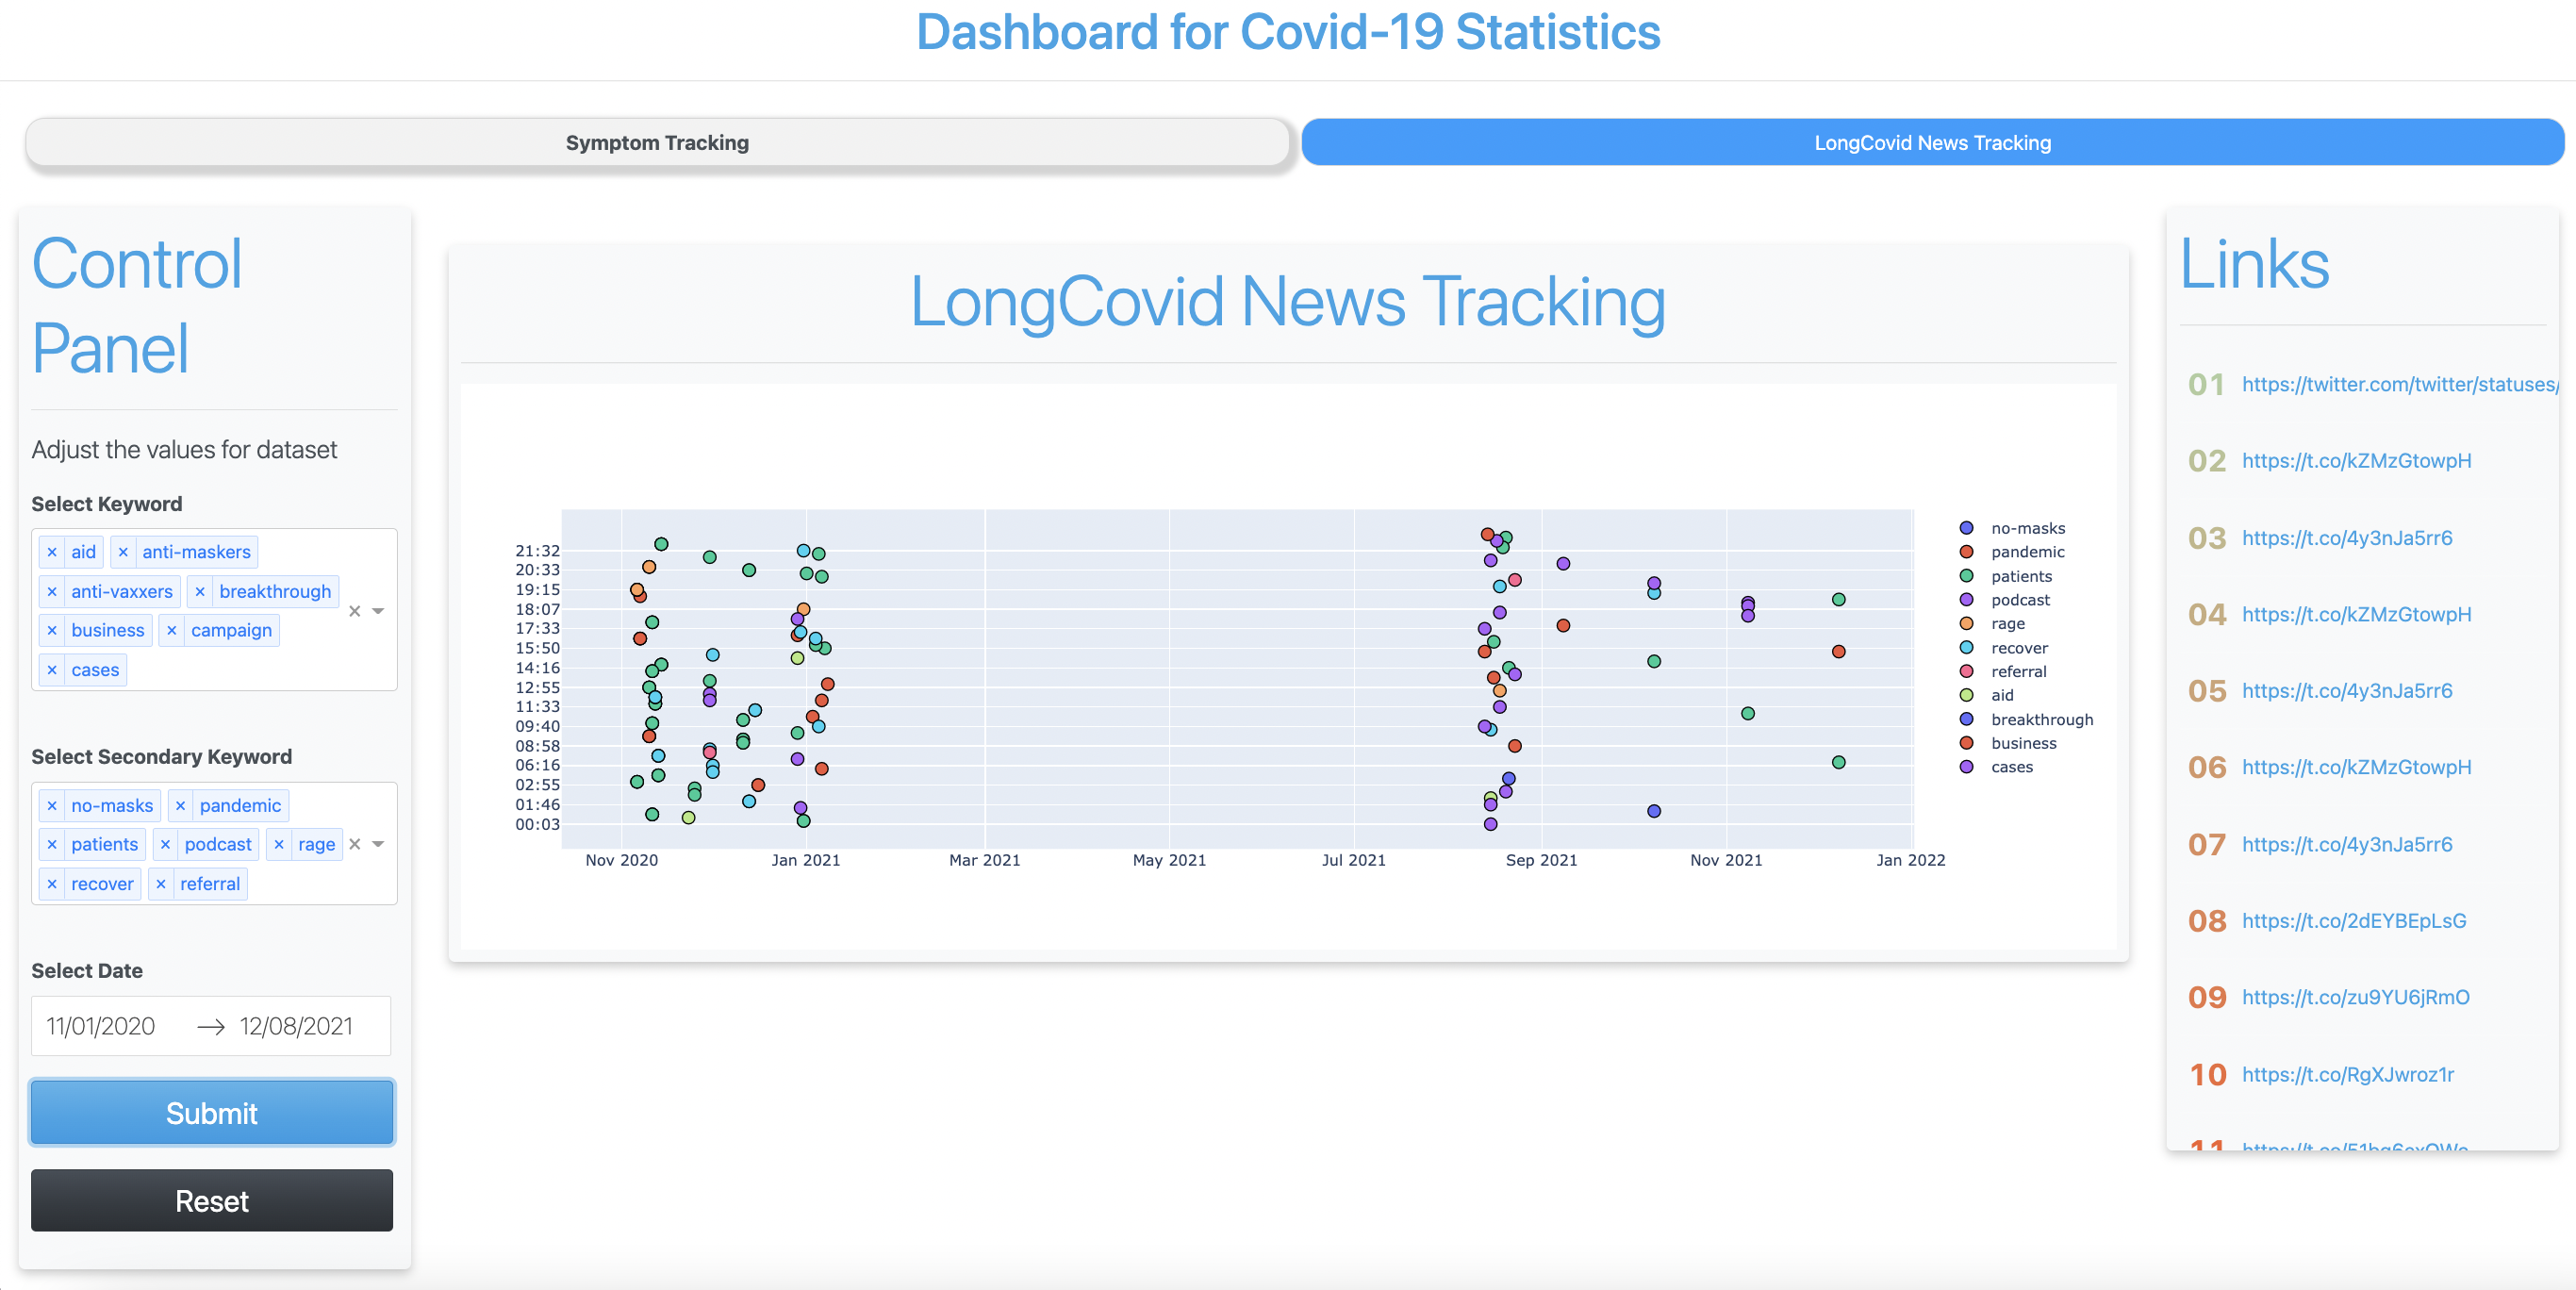 Dashboard for Covid-19 Statistics
Symptom Tracking
LongCovid News Tracking
Control
Panel
Adjust the values for dataset
Select Keyword
× aid × anti-maskers
× anti-vaxxers × breakthrough
× business × campaign
× cases
Select Secondary Keyword
× no-masks × pandemic
× patients × podcast × rage
× recover × referral
Select Date
11/01/2020 → 12/08/2021
Submit
Reset
LongCovid News Tracking
21:32
20:33
19:15
18:07
17:33
15:50
14:16
12:55
11:33
09:40
08:58
06:16
02:55
01:46
00:03
Nov 2020 Jan 2021 Mar 2021 May 2021 Jul 2021 Sep 2021 Nov 2021 Jan 2022
no-masks
pandemic
patients
podcast
rage
recover
referral
aid
breakthrough
business
cases
Links
01 https://twitter.com/twitter/statuses/
02 https://t.co/kZMzGtowpH
03 https://t.co/4y3nJa5rr6
04 https://t.co/kZMzGtowpH
05 https://t.co/4y3nJa5rr6
06 https://t.co/kZMzGtowpH
07 https://t.co/4y3nJa5rr6
08 https://t.co/2dEYBEpLsG
09 https://t.co/zu9YU6jRmO
10 https://t.co/RgXJwroz1r
11